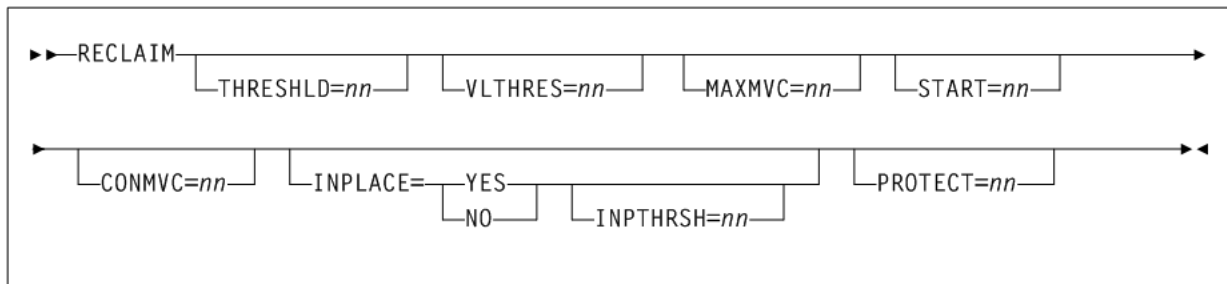 RECLAIM
THRESHLD=nn VLTHRES=nn MAXMVC=nn START=nn
CONMVC=nn INPLACE= YES PROTECT=nn
NO INPTHRSH=nn